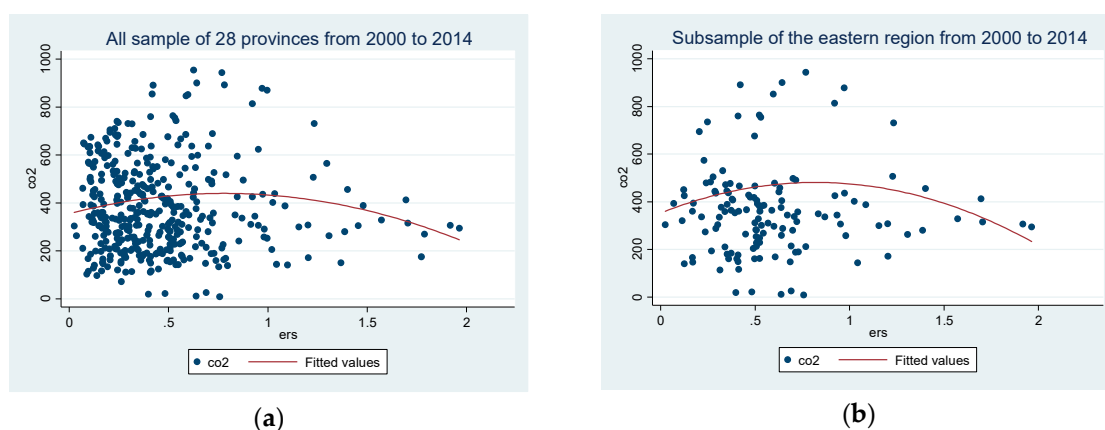 All sample of 28 provinces from 2000 to 2014
1000
800
600
400
200
0
co2
0
.5
1
1.5
2
ers
co2
Fitted values
(a)
Subsample of the eastern region from 2000 to 2014
1000
800
600
400
200
0
co2
0
.5
1
1.5
2
ers
co2
Fitted values
(b)